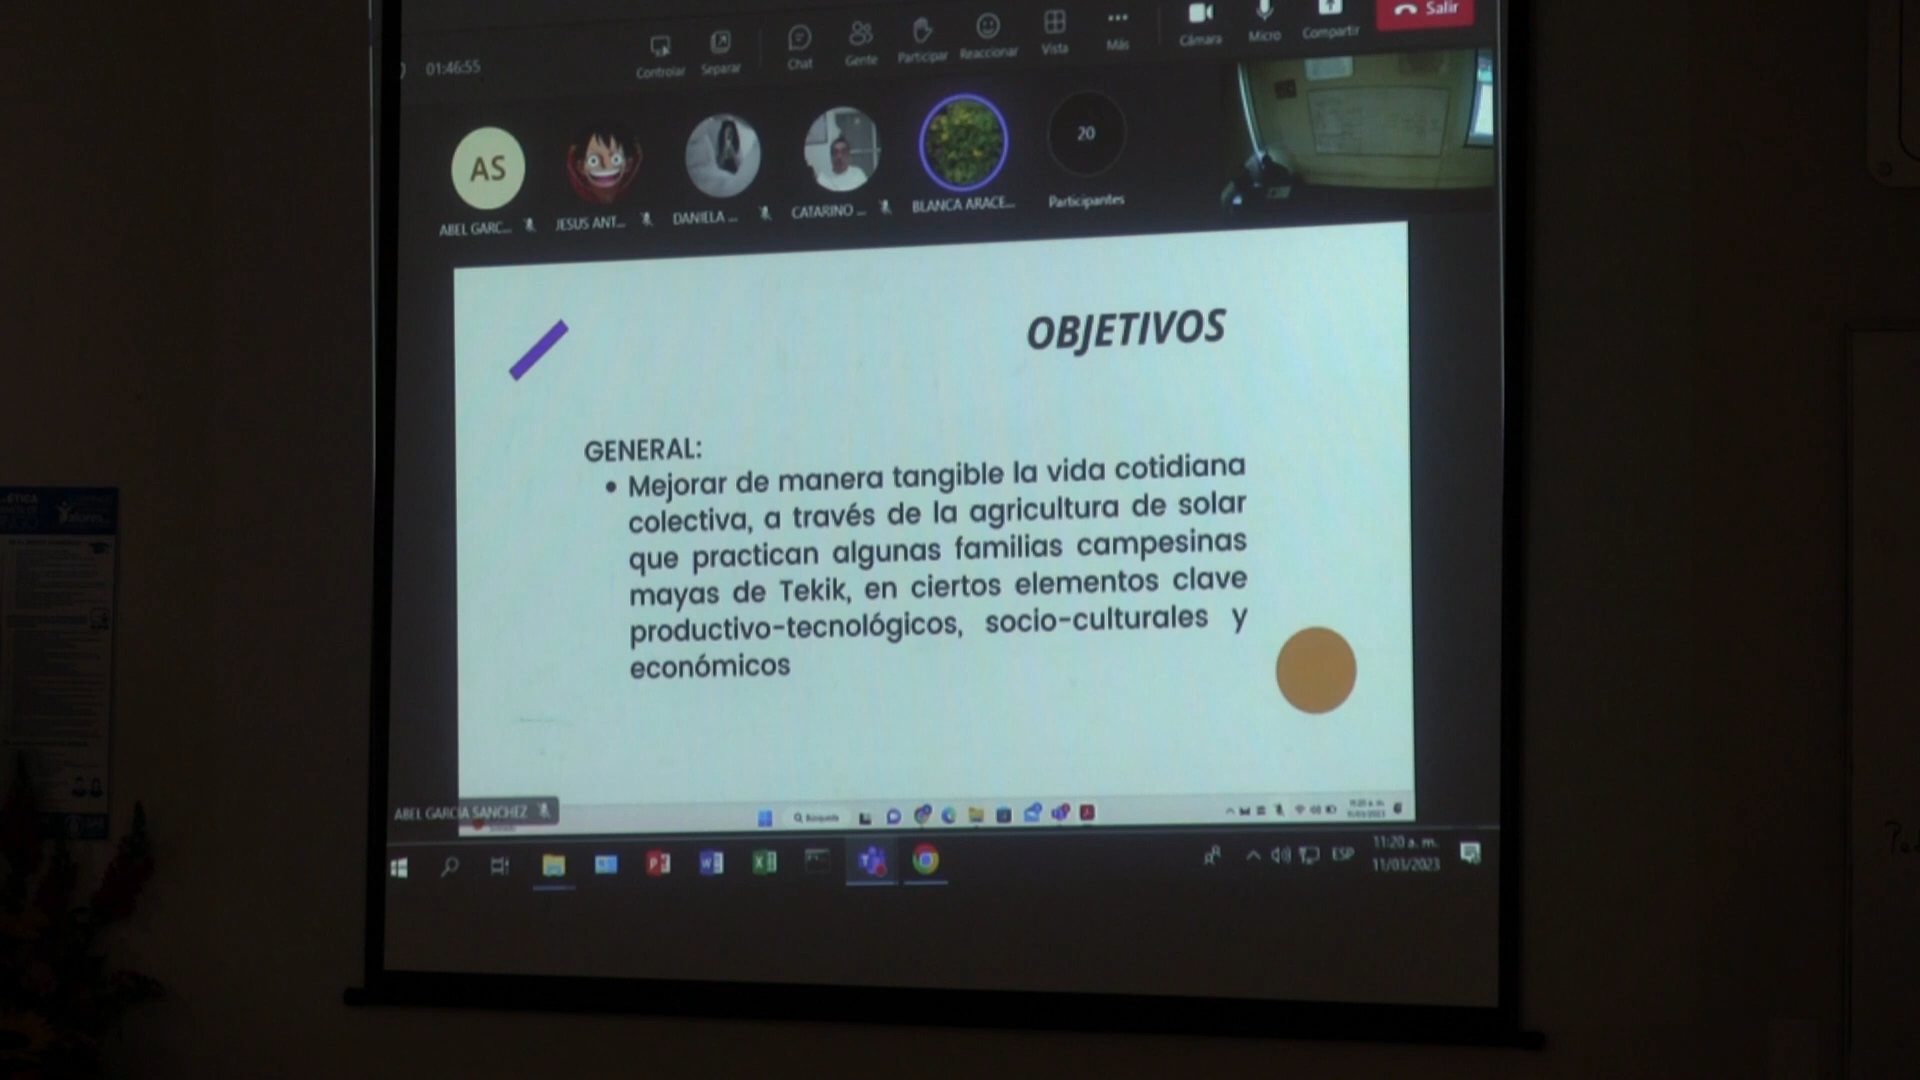 01:46:55
Controlar Separar Chat Gente Participar Reaccionar Vista Más Cámara Micro Compartir Salir
AS
20
ABEL GARC... JESUS ANT... DANIELA ... CATARINO ... BLANCA ARACE... Participantes
OBJETIVOS
GENERAL:
• Mejorar de manera tangible la vida cotidiana
colectiva, a través de la agricultura de solar
que practican algunas familias campesinas
mayas de Tekik, en ciertos elementos clave
productivo-tecnológicos, socio-culturales y
económicos
ABEL GARCIA SANCHEZ
Búsqueda
ESP
11:20 a. m.
11/03/2023